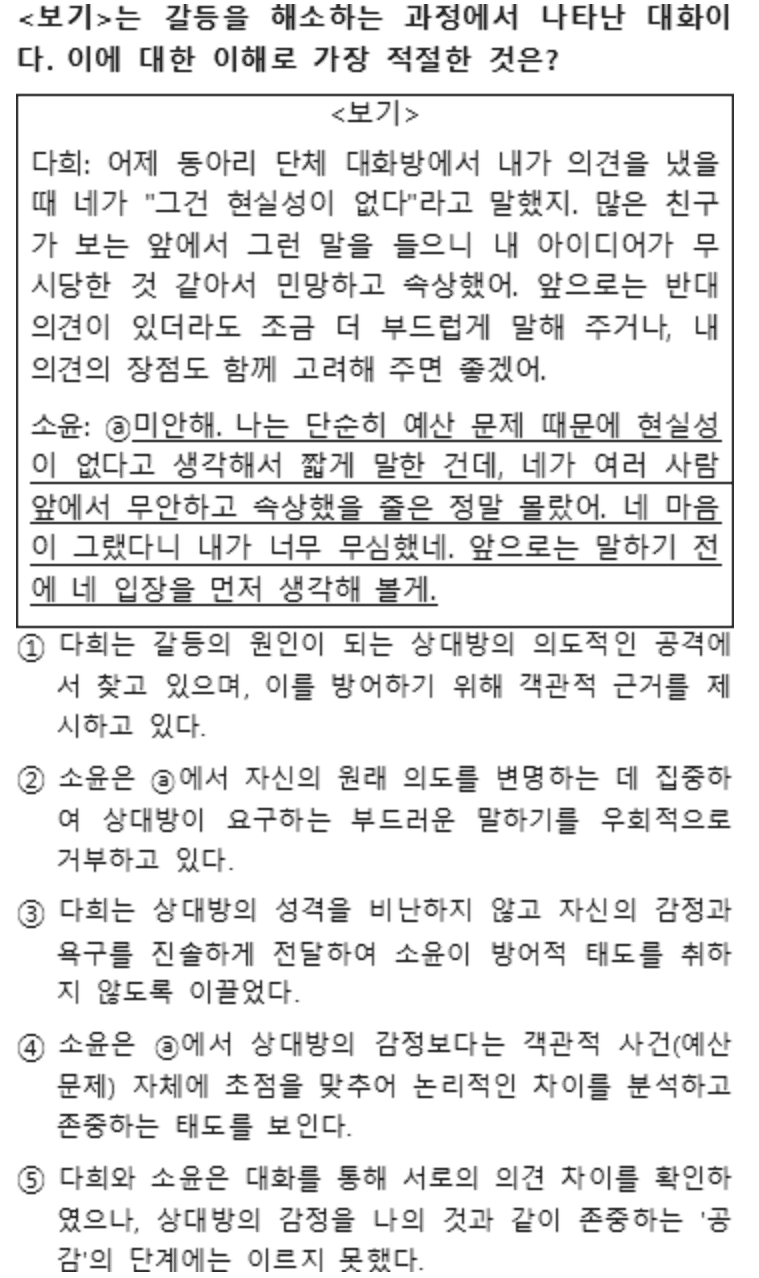 <보기>는 갈등을 해소하는 과정에서 나타난 대화이
다. 이에 대한 이해로 가장 적절한 것은?
<보기>
다희: 어제 동아리 단체 대화방에서 내가 의견을 냈을
때 네가 "그건 현실성이 없다"라고 말했지. 많은 친구
가 보는 앞에서 그런 말을 들으니 내 아이디어가 무
시당한 것 같아서 민망하고 속상했어. 앞으로는 반대
의견이 있더라도 조금 더 부드럽게 말해 주거나, 내
의견의 장점도 함께 고려해 주면 좋겠어.
소윤: ⓐ미안해. 나는 단순히 예산 문제 때문에 현실성
이 없다고 생각해서 짧게 말한 건데, 네가 여러 사람
앞에서 무안하고 속상했을 줄은 정말 몰랐어. 네 마음
이 그랬다니 내가 너무 무심했네. 앞으로는 말하기 전
에 네 입장을 먼저 생각해 볼게.
① 다희는 갈등의 원인이 되는 상대방의 의도적인 공격에
서 찾고 있으며, 이를 방어하기 위해 객관적 근거를 제
시하고 있다.
② 소윤은 ⓐ에서 자신의 원래 의도를 변명하는 데 집중하
여 상대방이 요구하는 부드러운 말하기를 우회적으로
거부하고 있다.
③ 다희는 상대방의 성격을 비난하지 않고 자신의 감정과
욕구를 진솔하게 전달하여 소윤이 방어적 태도를 취하
지 않도록 이끌었다.
④ 소윤은 ⓐ에서 상대방의 감정보다는 객관적 사건(예산
문제) 자체에 초점을 맞추어 논리적인 차이를 분석하고
존중하는 태도를 보인다.
⑤ 다희와 소윤은 대화를 통해 서로의 의견 차이를 확인하
였으나, 상대방의 감정을 나의 것과 같이 존중하는 '공
감'의 단계에는 이르지 못했다.